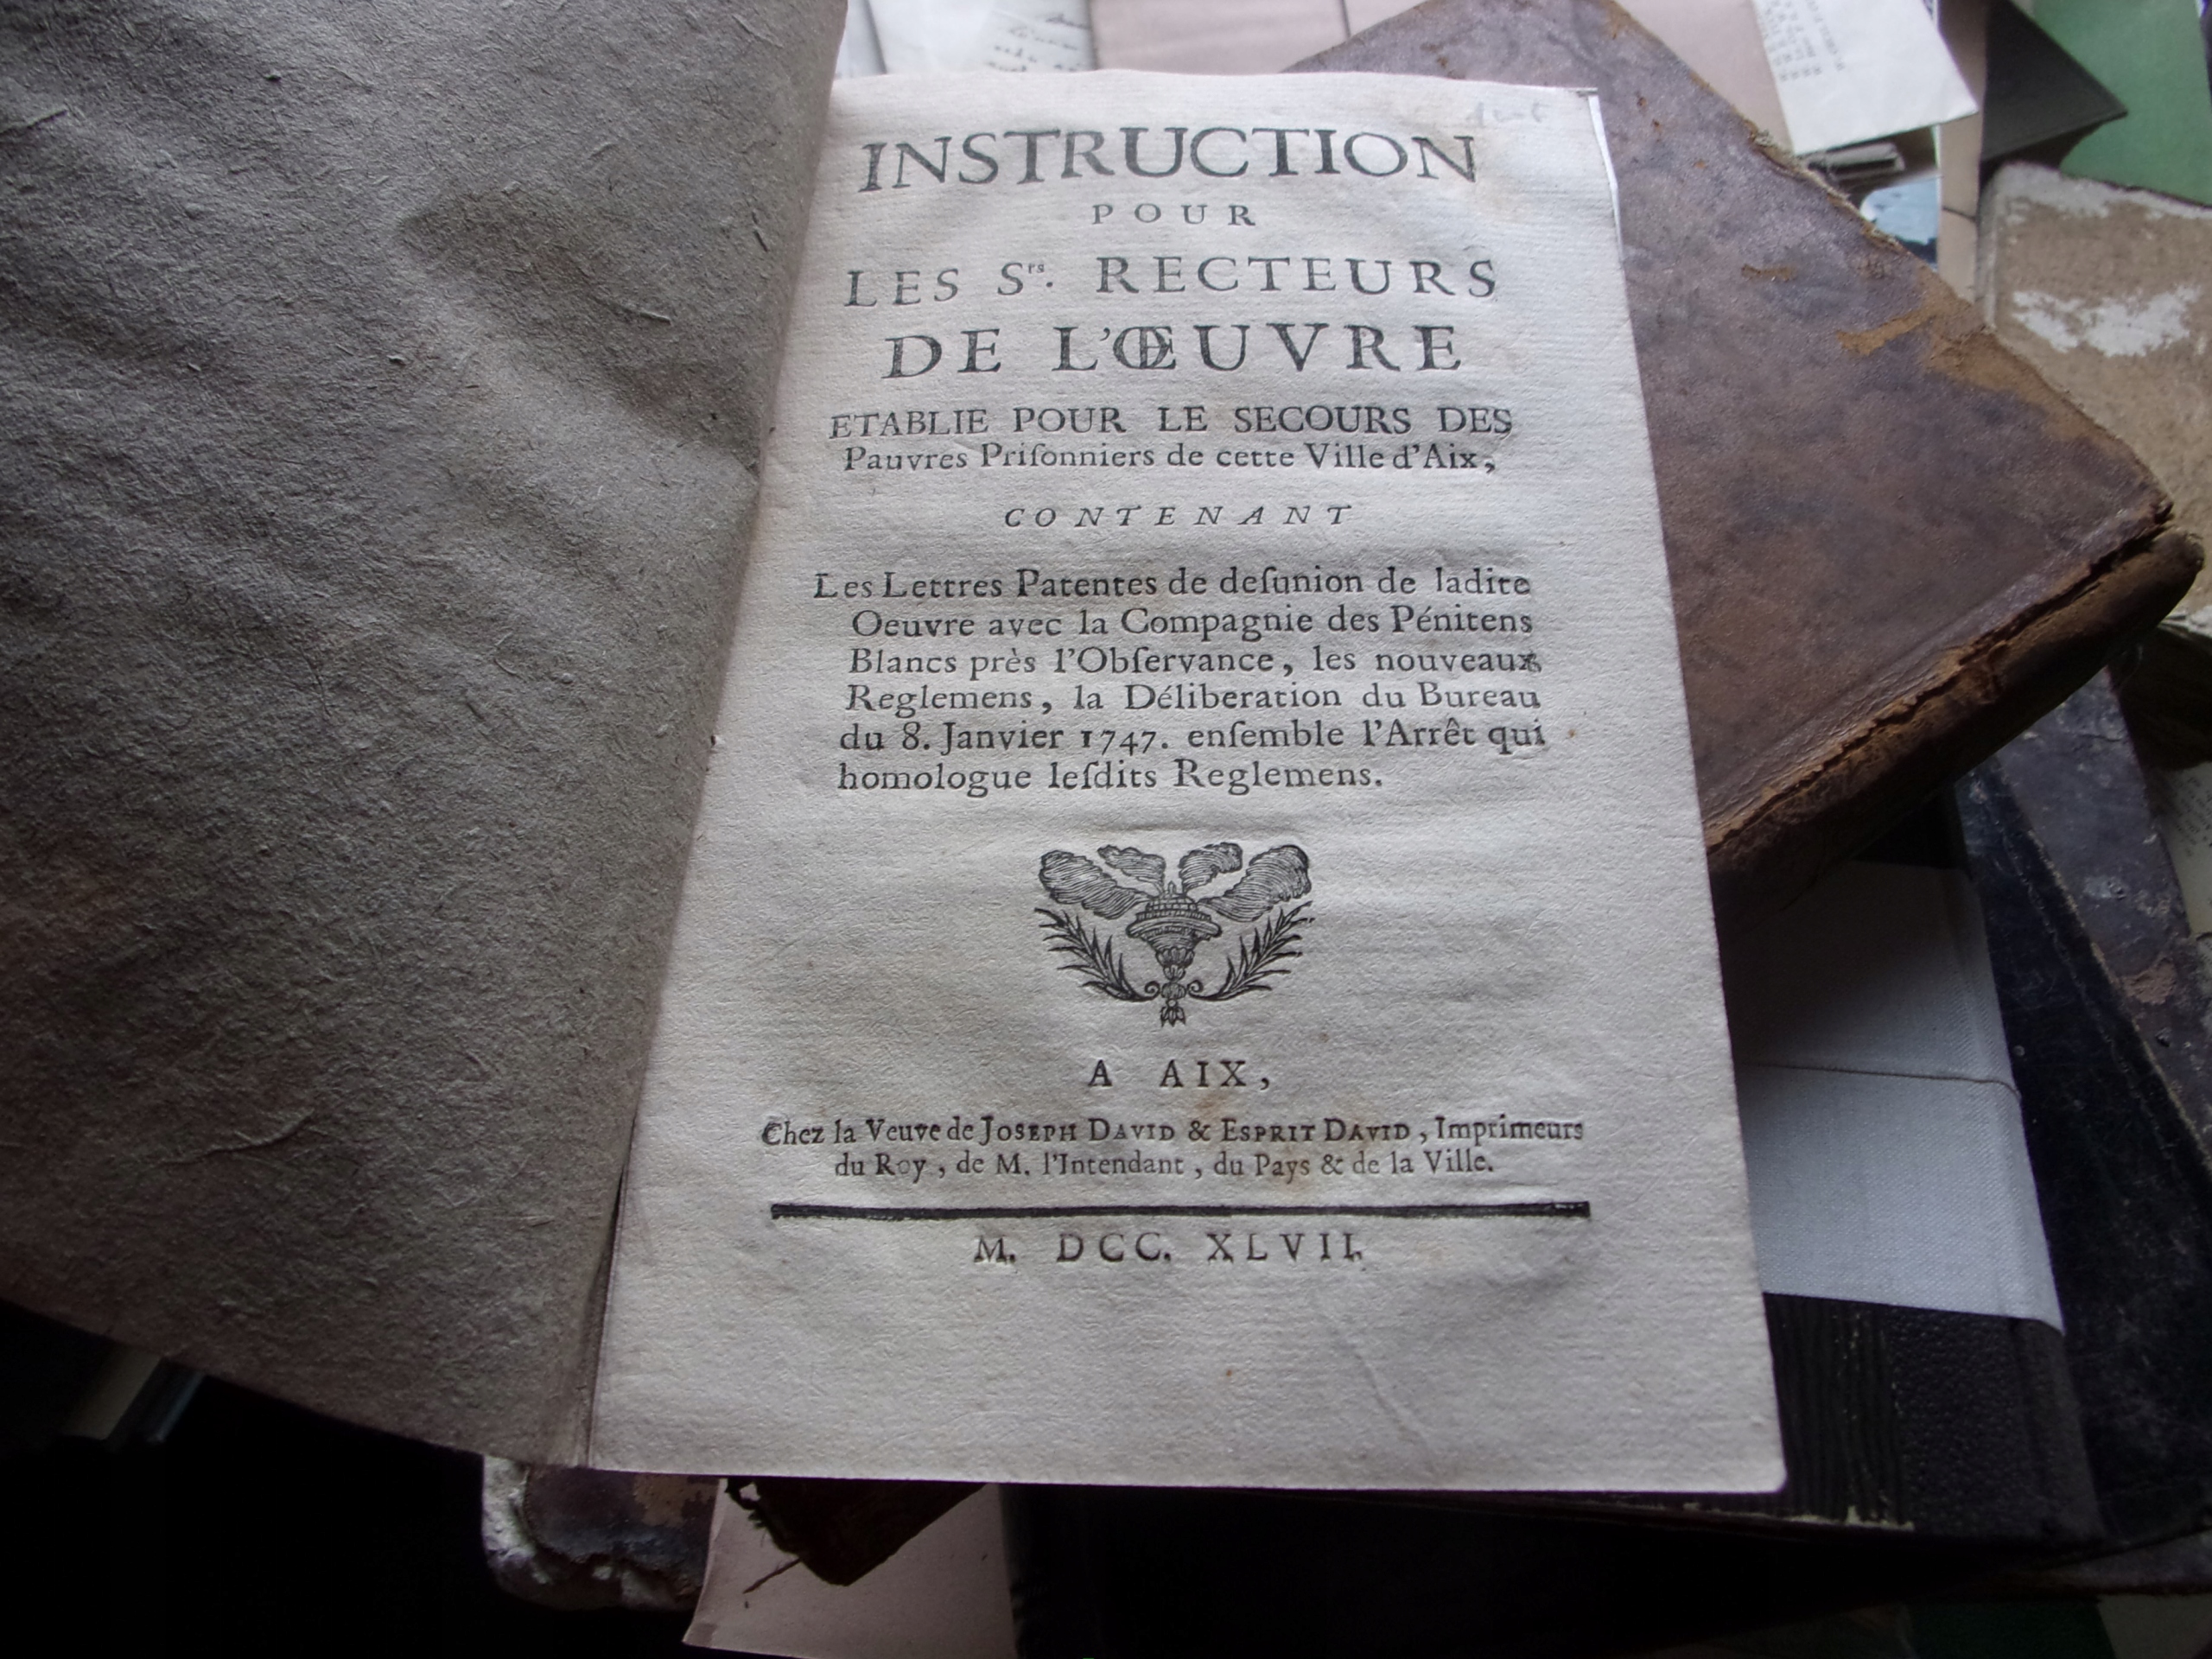 INSTRUCTION
POUR
LES Srs. RECTEURS
DE L'ŒUVRE
ETABLIE POUR LE SECOURS DES
Pauvres Priſonniers de cette Ville d'Aix,
CONTENANT
Les Lettres Patentes de deſunion de ladite
Oeuvre avec la Compagnie des Pénitens
Blancs près l'Obſervance, les nouveaux
Reglemens, la Déliberation du Bureau
du 8. Janvier 1747. enſemble l'Arrêt qui
homologue leſdits Reglemens.
A AIX,
Chez la Veuve de JOSEPH DAVID & ESPRIT DAVID, Imprimeurs
du Roy, de M. l'Intendant, du Pays & de la Ville.
M. DCC. XLVII.